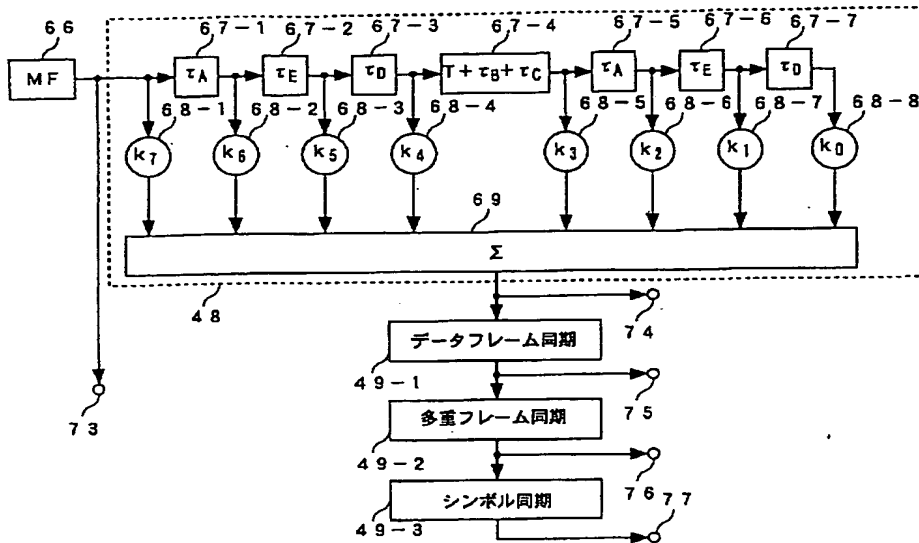 66
67-1
67-2
67-3
67-4
67-5
67-6
67-7
MF
τA
τE
τD
T+τB+τC
τA
τE
τD
68-1
68-2
68-3
68-4
68-5
68-6
68-7
68-8
k7
k6
k5
k4
k3
k2
k1
k0
69
Σ
48
74
データフレーム同期
49-1
75
73
多重フレーム同期
49-2
76
シンボル同期
77
49-3